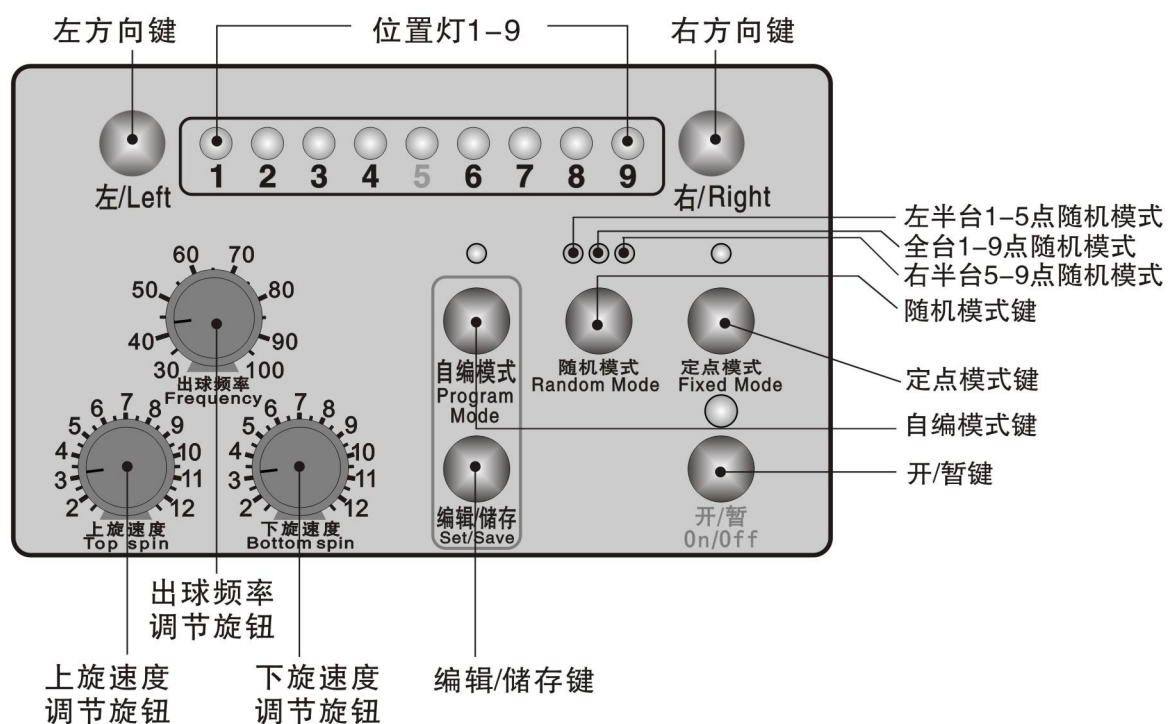 左方向键
位置灯1-9
右方向键
1 2 3 4 5 6 7 8 9
左/Left
右/Right
左半台1-5点随机模式
全台1-9点随机模式
右半台5-9点随机模式
随机模式键
定点模式键
自编模式键
开/暂键
30 40 50 60 70 80 90 100
出球频率
Frequency
自编模式
Program
Mode
随机模式
Random Mode
定点模式
Fixed Mode
2 3 4 5 6 7 8 9 10 11 12
上旋速度
Top spin
2 3 4 5 6 7 8 9 10 11 12
下旋速度
Bottom spin
编辑/储存
Set/Save
开/暂
On/Off
出球频率
调节旋钮
上旋速度
调节旋钮
下旋速度
调节旋钮
编辑/储存键